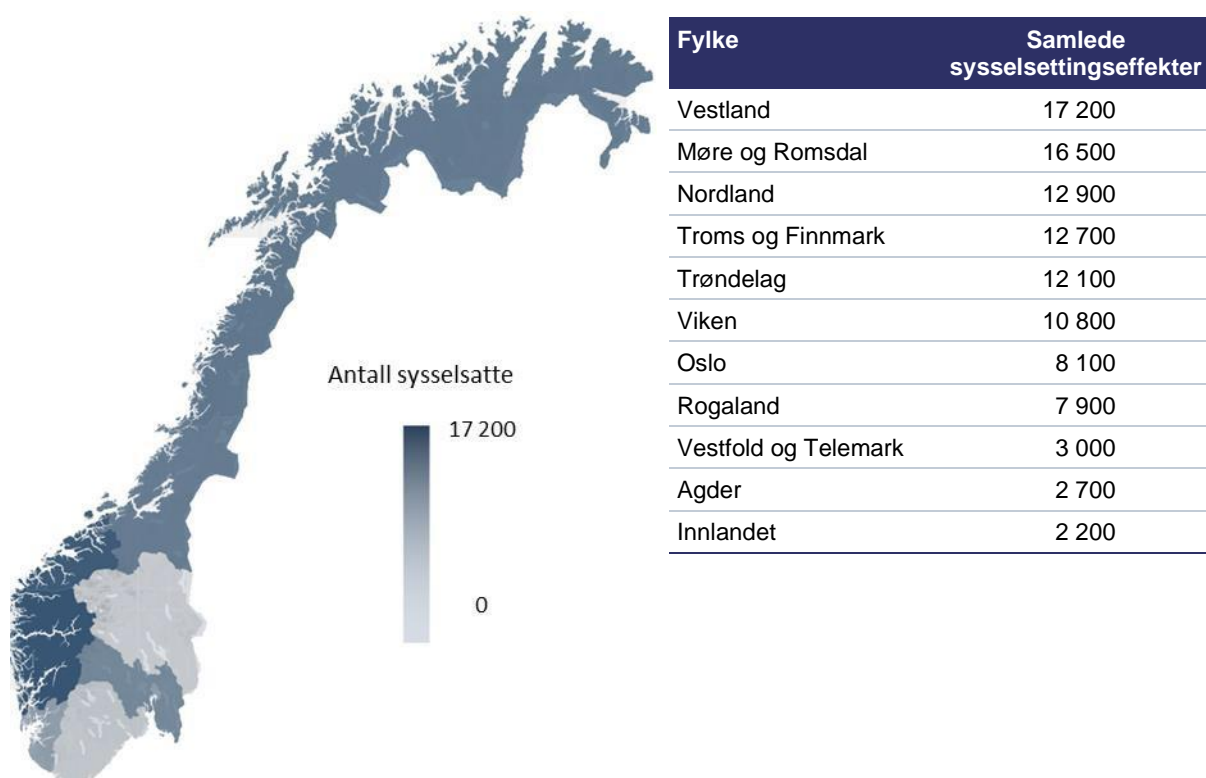 Fylke Samlede
sysselsettingseffekter
Vestland 17 200
Møre og Romsdal 16 500
Nordland 12 900
Troms og Finnmark 12 700
Trøndelag 12 100
Viken 10 800
Oslo 8 100
Rogaland 7 900
Vestfold og Telemark 3 000
Agder 2 700
Innlandet 2 200
Antall sysselsatte
17 200
0